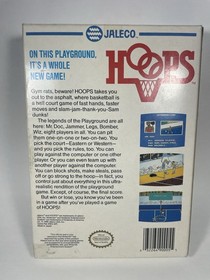 JALECO
ON THIS PLAYGROUND,
IT'S A WHOLE
NEW GAME!
HOOPS
Gym rats, beware! HOOPS takes you
out to the asphalt, where basketball is
a hell court game of fast hands, faster
moves and slam-jam-thank-you-Sam
dunks!
The legends of the playground are all
here: Mr. Doc, Jammer, Legs, Bomber,
Wiz, eight players in all. You can pit
them one-on-one or two-on-two. You
pick the court—Eastern or Western—
and you pick the rules, too. You can
play against the computer or one other
player. Or you can even team up with
another player against the computer.
You can block shots, make steals, pass
off or go strong to the hoop—in fact, you
control just about everything in this ultra-
realistic rendition of the playground
game. Except, of course, the final score.
But win or lose, you know you've been
in a game after you've played a game
of HOOPS!